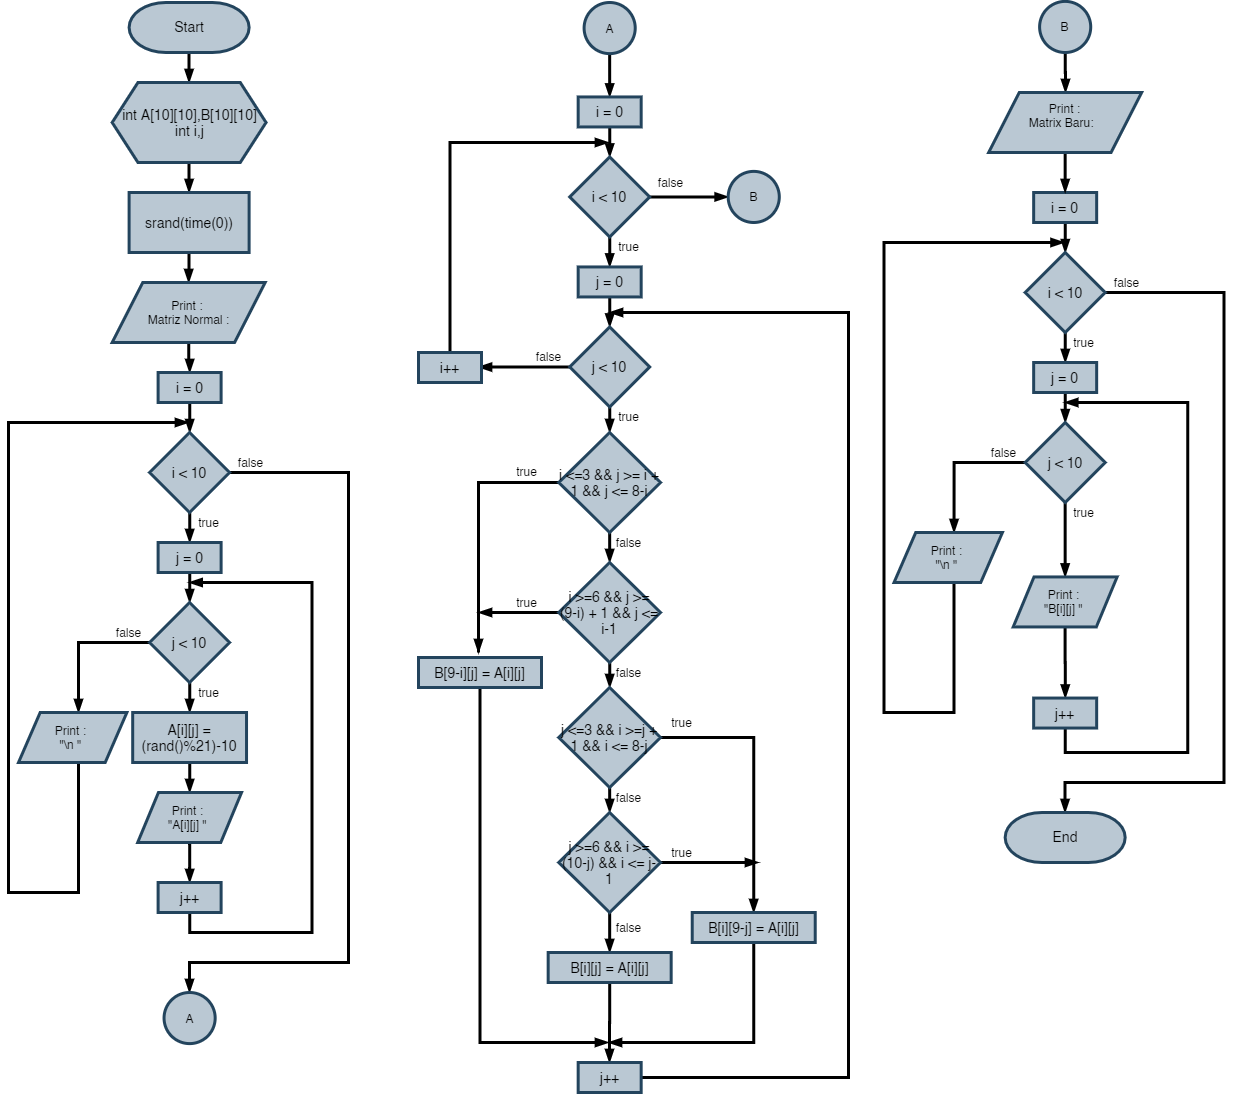 Start
int A[10][10],B[10][10]
int i,j
srand(time(0))
Print :
Matriz Normal :
i = 0
i < 10
false
true
j = 0
j < 10
false
true
Print :
"\n "
A[i][j] =
(rand()%21)-10
Print :
"A[i][j] "
j++
A
A
i = 0
i < 10
false
B
true
j = 0
j < 10
false
i++
true
i <=3 && j >= i +
1 && j <= 8-i
true
false
i >=6 && j >=
(9-i) + 1 && j <=
i-1
true
B[9-i][j] = A[i][j]
false
j <=3 && i >=j +
1 && i <= 8-j
true
false
j >=6 && i >=
(10-j) && i <= j-
1
true
false
B[i][9-j] = A[i][j]
B[i][j] = A[i][j]
j++
B
Print :
Matrix Baru:
i = 0
i < 10
false
true
j = 0
j < 10
false
true
Print :
"\n "
Print :
"B[i][j] "
j++
End